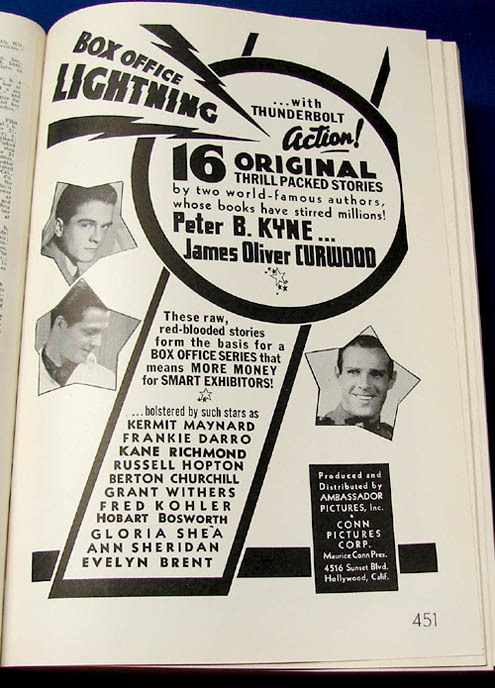 BOX OFFICE
LIGHTNING
...with
THUNDERBOLT
Action!
16 ORIGINAL
THRILL PACKED STORIES
by two world-famous authors,
whose books have stirred millions!
Peter B. KYNE ...
James Oliver CURWOOD
These raw,
red-blooded stories
form the basis for a
BOX OFFICE SERIES that
means MORE MONEY
for SMART EXHIBITORS!
...bolstered by such stars as
KERMIT MAYNARD
FRANKIE DARRO
KANE RICHMOND
RUSSELL HOPTON
BERTON CHURCHILL
GRANT WITHERS
FRED KOHLER
HOBART BOSWORTH
GLORIA SHEA
ANN SHERIDAN
EVELYN BRENT
Produced and
Distributed by
AMBASSADOR
PICTURES, Inc.
CONN
PICTURES
CORP.
Maurice Conn Pres.
4516 Sunset Blvd.
Hollywood, Calif.
451